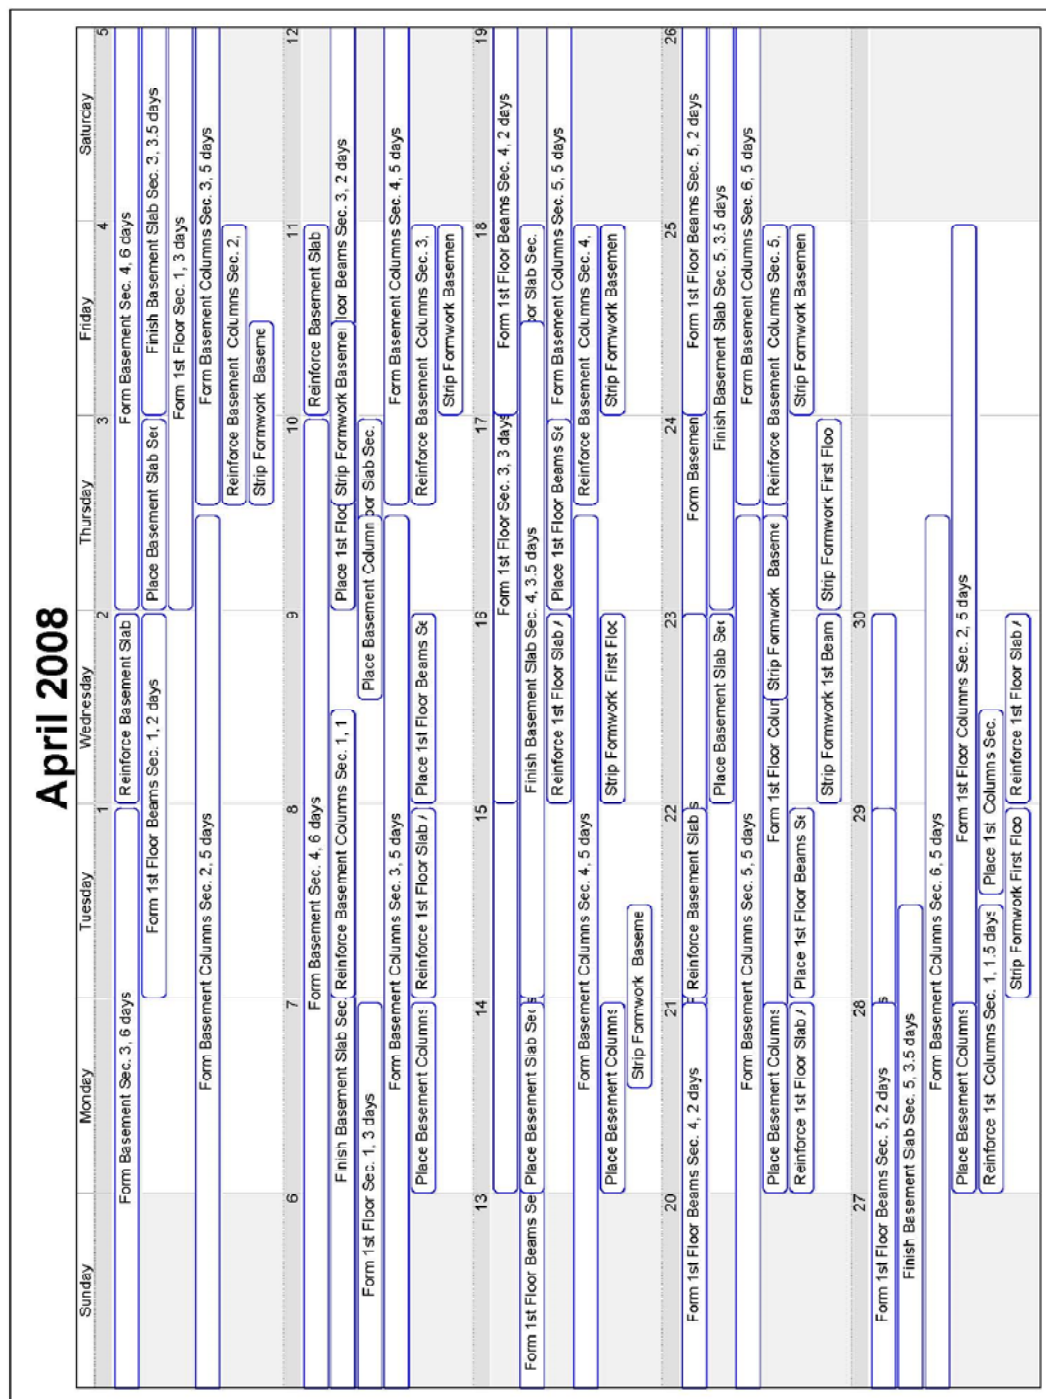 April 2008
Sunday Monday Tuesday Wednesday Thursday Friday Saturday
1 2 3 4 5
Form Basement Sec. 3, 6 days
Form Basement Sec. 4, 6 days
Reinforce Basement Slab
Form 1st Floor Beams Sec. 1, 2 days
Place Basement Slab Sec
Finish Basement Slab Sec. 3, 3.5 days
Form 1st Floor Sec. 1, 3 days
Form Basement Columns Sec. 2, 5 days
Form Basement Columns Sec. 3, 5 days
Reinforce Basement Columns Sec. 2,
Strip Formwork Baseme
6 7 8 9 10 11 12
Form Basement Sec. 4, 6 days
Reinforce Basement Slab
Finish Basement Slab Sec.
Reinforce Basement Columns Sec. 1, 1
Place 1st Floo
Strip Formwork Basemen
loor Beams Sec. 3, 2 days
Form 1st Floor Sec. 1, 3 days
Place Basement Column
oor Slab Sec.
Form Basement Columns Sec. 3, 5 days
Form Basement Columns Sec. 4, 5 days
Place Basement Columns
Reinforce 1st Floor Slab
Place 1st Floor Beams Se
Reinforce Basement Columns Sec. 3,
Strip Formwork Basemen
13 14 15 16 17 18 19
Form 1st Floor Sec. 3, 3 days
Form 1st Floor Beams Sec. 4, 2 days
Form 1st Floor Beams Se
Place Basement Slab Sec
Finish Basement Slab Sec. 4, 3.5 days
oor Slab Sec.
Reinforce 1st Floor Slab
Place 1st Floor Beams Se
Form Basement Columns Sec. 5, 5 days
Form Basement Columns Sec. 4, 5 days
Reinforce Basement Columns Sec. 4,
Place Basement Columns
Strip Formwork First Floo
Strip Formwork Basemen
Strip Formwork Baseme
20 21 22 23 24 25 26
Form 1st Floor Beams Sec. 4, 2 days
Reinforce Basement Slab
Form Basemen
Form 1st Floor Beams Sec. 5, 2 days
Place Basement Slab Sec
Finish Basement Slab Sec. 5, 3.5 days
Form Basement Columns Sec. 5, 5 days
Form Basement Columns Sec. 6, 5 days
Place Basement Columns
Form 1st Floor Colum
Strip Formwork Baseme
Reinforce Basement Columns Sec. 5,
Reinforce 1st Floor Slab
Place 1st Floor Beams Se
Strip Formwork Basemen
Strip Formwork 1st Beam
Strip Formwork First Floo
27 28 29 30
Form 1st Floor Beams Sec. 5, 2 days
Finish Basement Slab Sec. 5, 3.5 days
Form Basement Columns Sec. 6, 5 days
Place Basement Columns
Form 1st Floor Columns Sec. 2, 5 days
Reinforce 1st Columns Sec. 1, 1.5 days
Place 1st Columns Sec.
Strip Formwork First Floo
Reinforce 1st Floor Slab